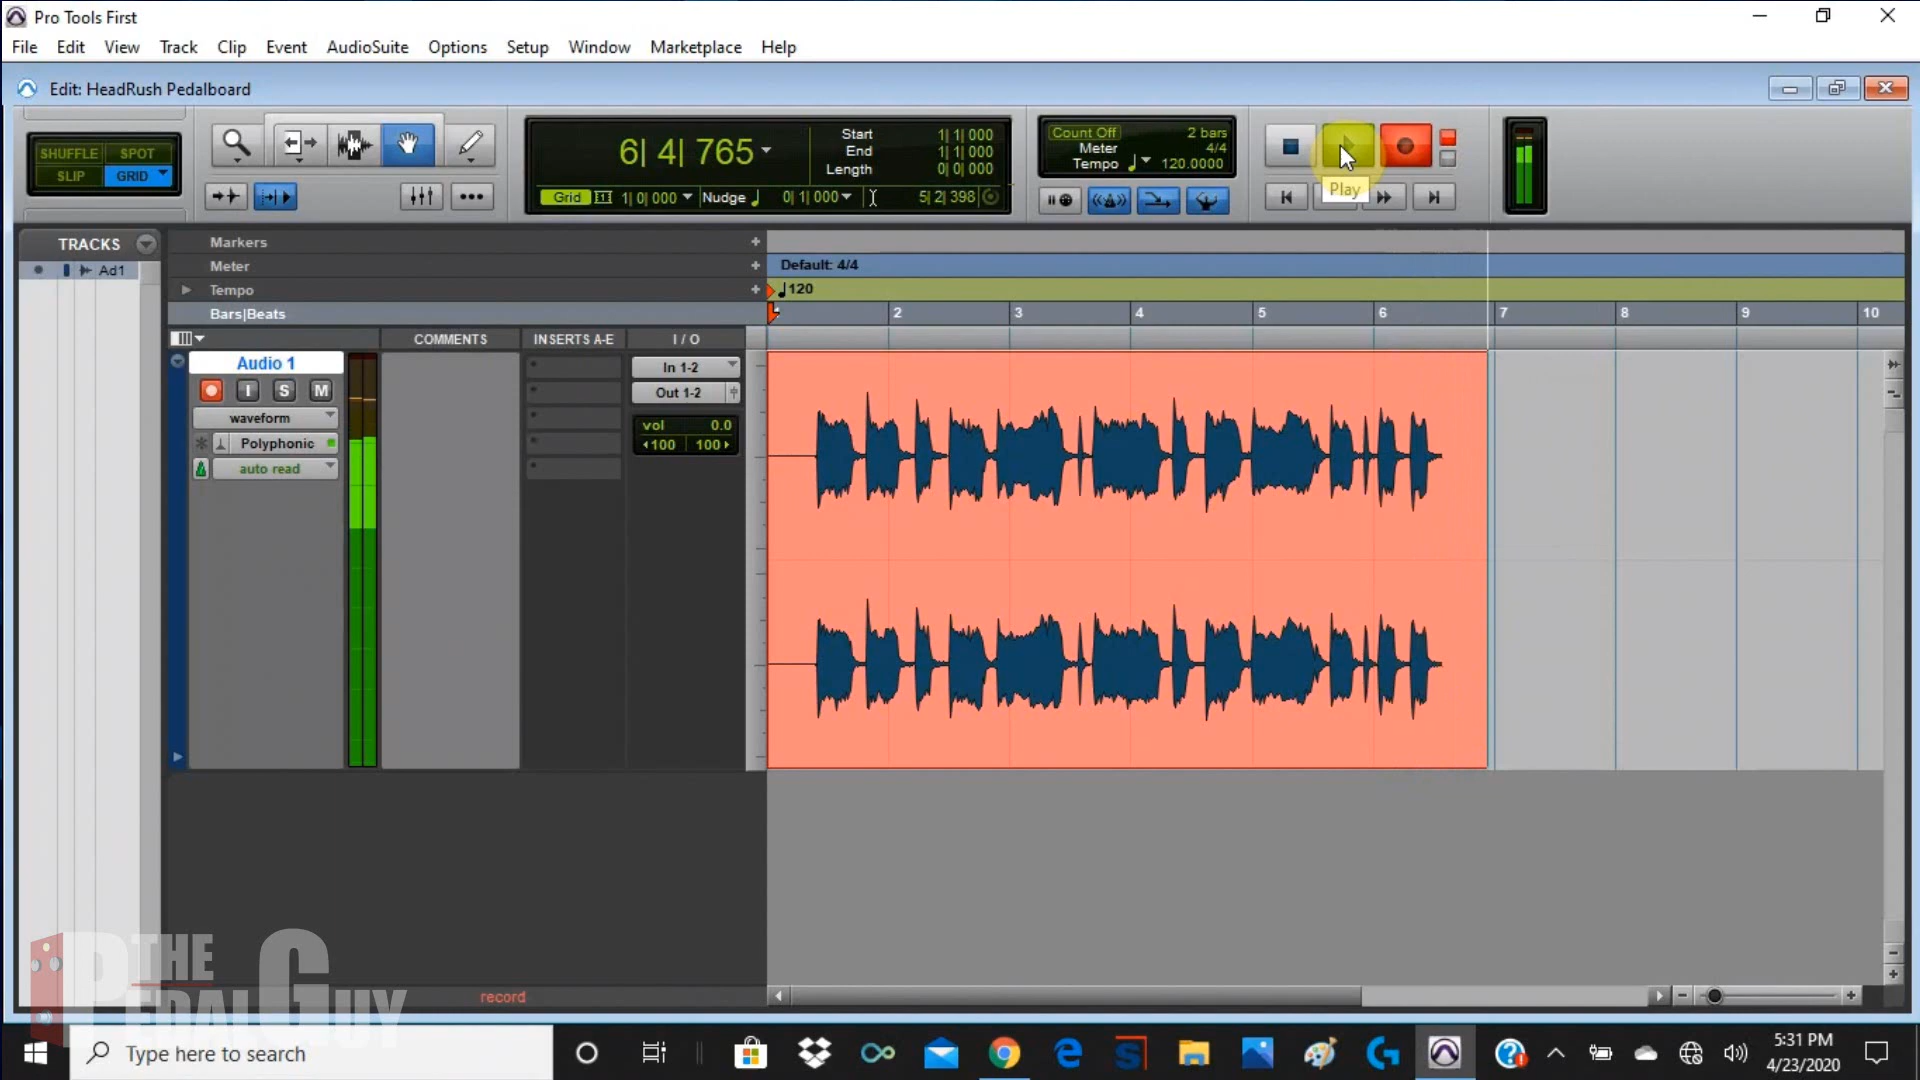 Pro Tools First
File Edit View Track Clip Event AudioSuite Options Setup Window Marketplace Help
Edit: HeadRush Pedalboard
SHUFFLE SPOT
SLIP GRID
6| 4| 765
Start 1| 1| 000
End 1| 1| 000
Length 0| 0| 000
Grid 1| 0| 000 Nudge 0| 1| 000 5| 2| 398
Count Off 2 bars
Meter 4/4
Tempo 120.0000
Play
TRACKS
Ad1
Markers
Meter
Default: 4/4
Tempo
120
Bars|Beats
2 3 4 5 6 7 8 9 10
COMMENTS INSERTS A-E I / O
Audio 1
I S M
waveform
Polyphonic
auto read
In 1-2
Out 1-2
vol 0.0
100 100
record
THE
PEDALGUY
Type here to search
5:31 PM
4/23/2020